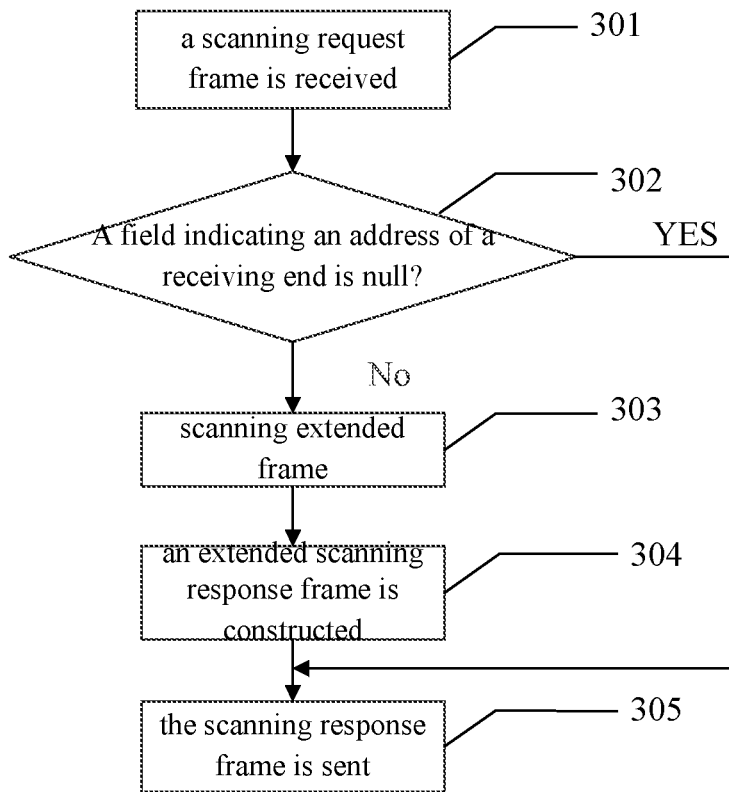 a scanning request
frame is received
301
302
A field indicating an address of a
receiving end is null?
YES
No
303
scanning extended
frame
304
an extended scanning
response frame is
constructed
305
the scanning response
frame is sent